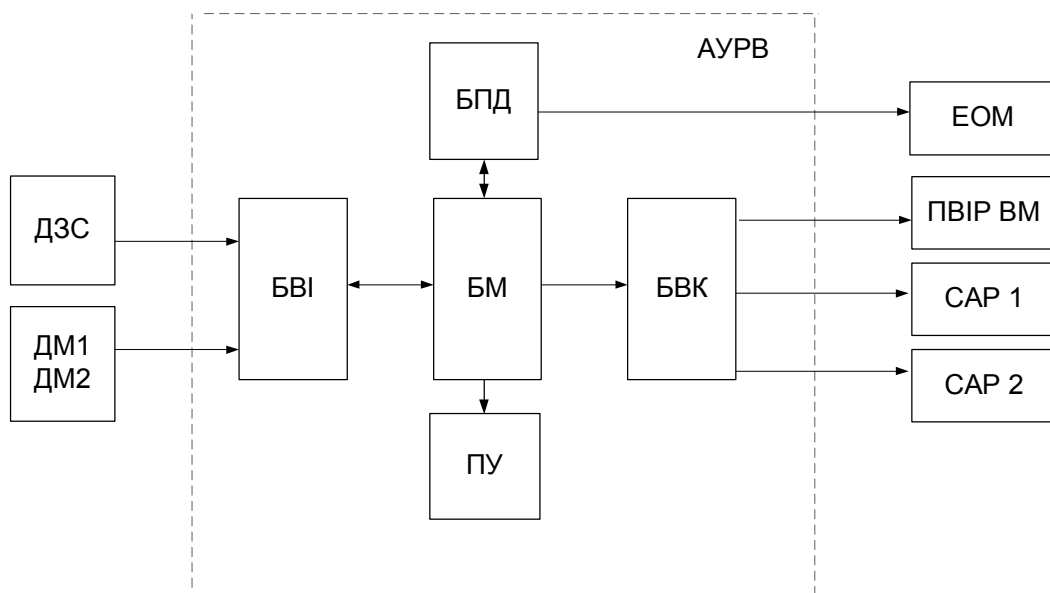 АУРВ
БПД
ЕОМ
ДЗС
ПВІР ВМ
БВІ
БМ
БВК
САР 1
ДМ1
ДМ2
САР 2
ПУ